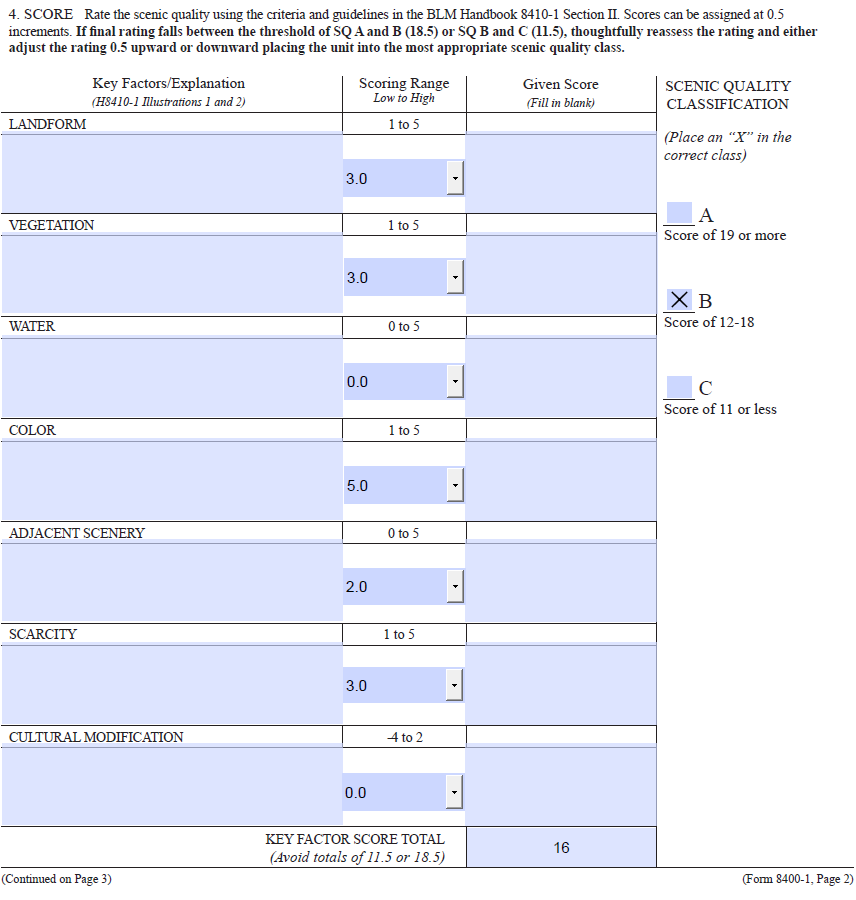 4. SCORE Rate the scenic quality using the criteria and guidelines in the BLM Handbook 8410-1 Section II. Scores can be assigned at 0.5
increments. If final rating falls between the threshold of SQ A and B (18.5) or SQ B and C (11.5), thoughtfully reassess the rating and either
adjust the rating 0.5 upward or downward placing the unit into the most appropriate scenic quality class.
Key Factors/Explanation
(H8410-1 Illustrations 1 and 2)
Scoring Range
Low to High
Given Score
(Fill in blank)
SCENIC QUALITY
CLASSIFICATION
(Place an “X” in the
correct class)
LANDFORM 1 to 5
3.0
VEGETATION 1 to 5
3.0
WATER 0 to 5
0.0
COLOR 1 to 5
5.0
ADJACENT SCENERY 0 to 5
2.0
SCARCITY 1 to 5
3.0
CULTURAL MODIFICATION -4 to 2
0.0
KEY FACTOR SCORE TOTAL
(Avoid totals of 11.5 or 18.5)
16
A
Score of 19 or more
X B
Score of 12-18
C
Score of 11 or less
(Continued on Page 3) (Form 8400-1, Page 2)